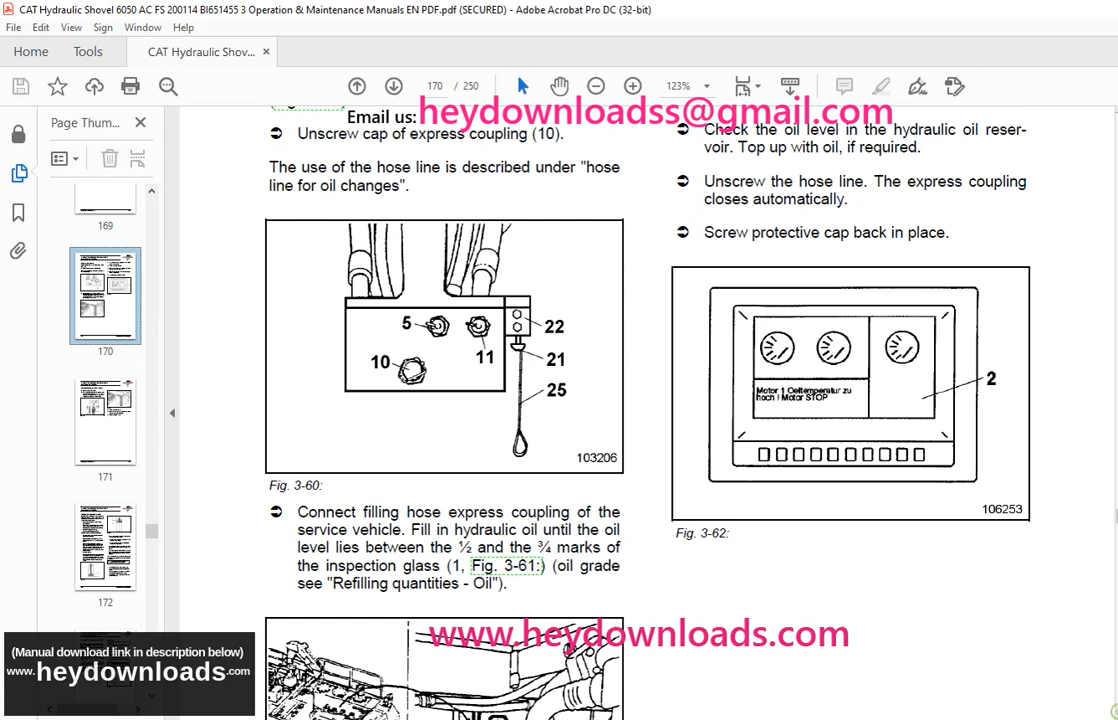 CAT Hydraulic Shovel 6050 AC FS 200114 BI651455 3 Operation & Maintenance Manuals EN PDF.pdf (SECURED) - Adobe Acrobat Pro DC (32-bit)
File Edit View Sign Window Help
Home Tools CAT Hydraulic Shov... ×
170 / 250 123%
Page Thum...
169
170
171
172
Email us: heydownloadss@gmail.com
Unscrew cap of express coupling (10).
The use of the hose line is described under "hose
line for oil changes".
5
22
11
10
21
25
103206
Fig. 3-60:
Connect filling hose express coupling of the
service vehicle. Fill in hydraulic oil until the oil
level lies between the ½ and the ¾ marks of
the inspection glass (1, Fig. 3-61:) (oil grade
see "Refilling quantities - Oil").
Check the oil level in the hydraulic oil reser-
voir. Top up with oil, if required.
Unscrew the hose line. The express coupling
closes automatically.
Screw protective cap back in place.
2
Motor 1 Oeltemperatur zu
hoch ! Motor STOP
106253
Fig. 3-62:
www.heydownloads.com
(Manual download link in description below)
www.heydownloads.com